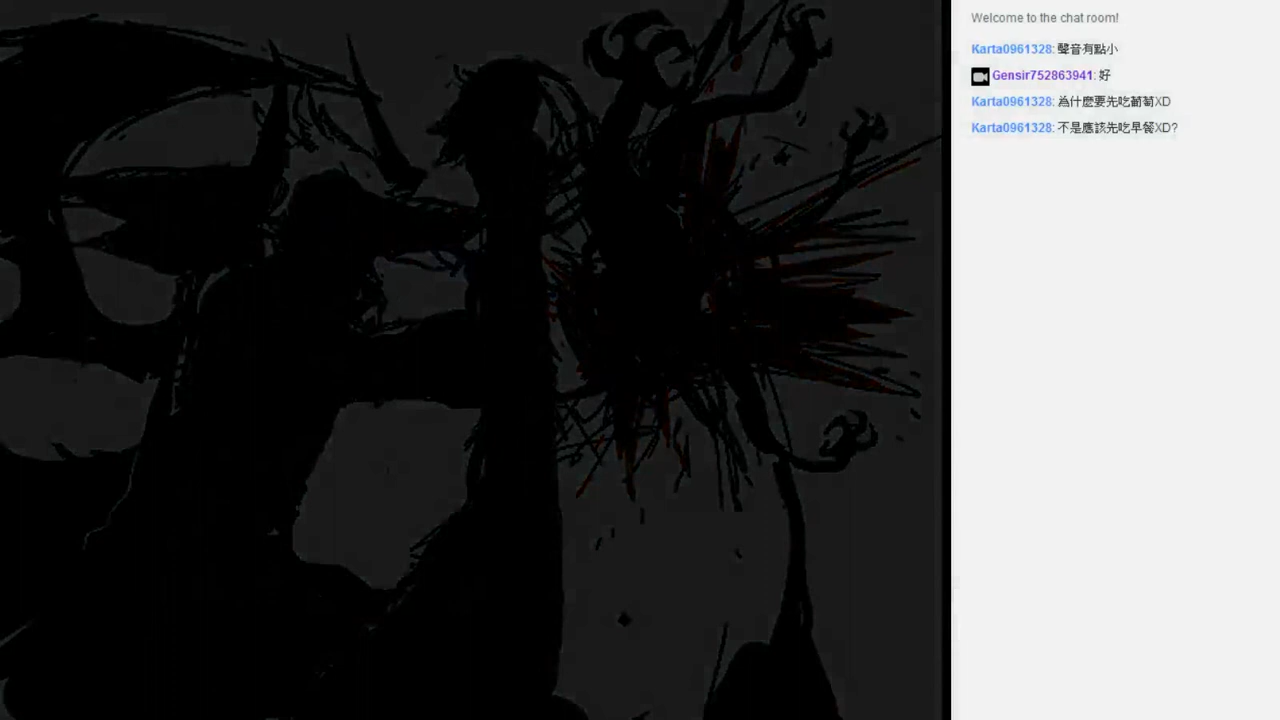 Welcome to the chat room!
Karta0961328: 聲音有點小
Gensir752863941: 好
Karta0961328: 為什麼要先吃葡萄XD
Karta0961328: 不是應該先吃早餐XD?